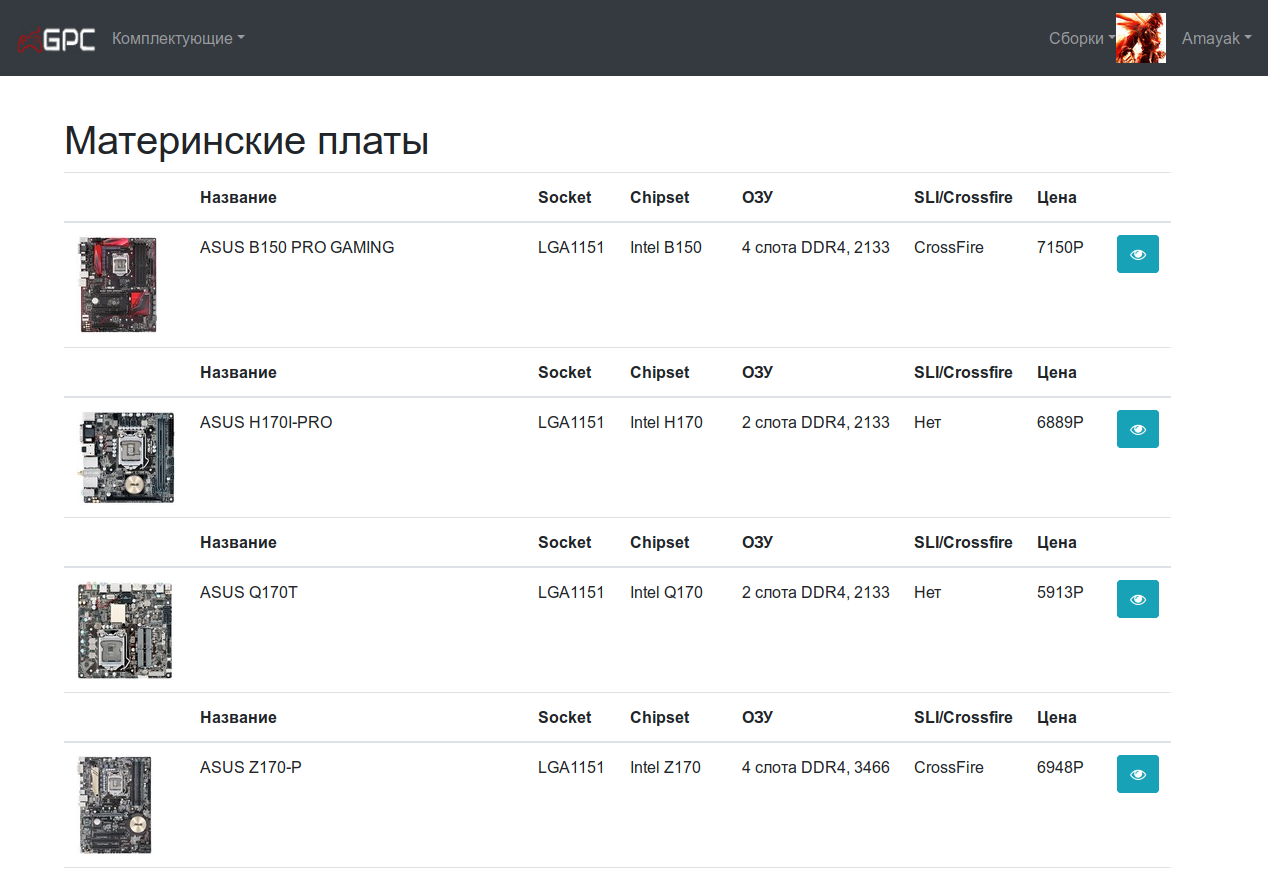 GPC Комплектующие Сборки Amayak
Материнские платы
Название Socket Chipset ОЗУ SLI/Crossfire Цена
ASUS B150 PRO GAMING LGA1151 Intel B150 4 слота DDR4, 2133 CrossFire 7150Р
Название Socket Chipset ОЗУ SLI/Crossfire Цена
ASUS H170I-PRO LGA1151 Intel H170 2 слота DDR4, 2133 Нет 6889Р
Название Socket Chipset ОЗУ SLI/Crossfire Цена
ASUS Q170T LGA1151 Intel Q170 2 слота DDR4, 2133 Нет 5913Р
Название Socket Chipset ОЗУ SLI/Crossfire Цена
ASUS Z170-P LGA1151 Intel Z170 4 слота DDR4, 3466 CrossFire 6948Р